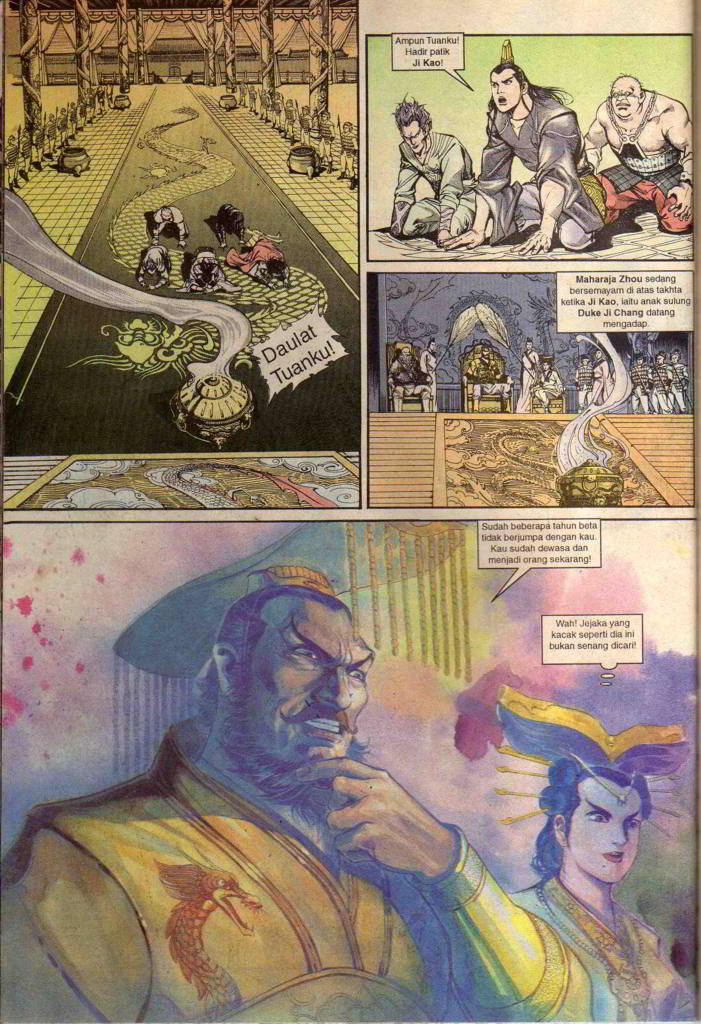 Daulat
Tuanku!
Ampun Tuanku!
Hadir patik
Ji Kao!
Maharaja Zhou sedang
bersemayam di atas takhta
ketika Ji Kao, iaitu anak sulung
Duke Ji Chang datang
mengadap.
Sudah beberapa tahun beta
tidak berjumpa dengan kau.
Kau sudah dewasa dan
menjadi orang sekarang!
Wah! Jejaka yang
kacak seperti dia ini
bukan senang dicari!